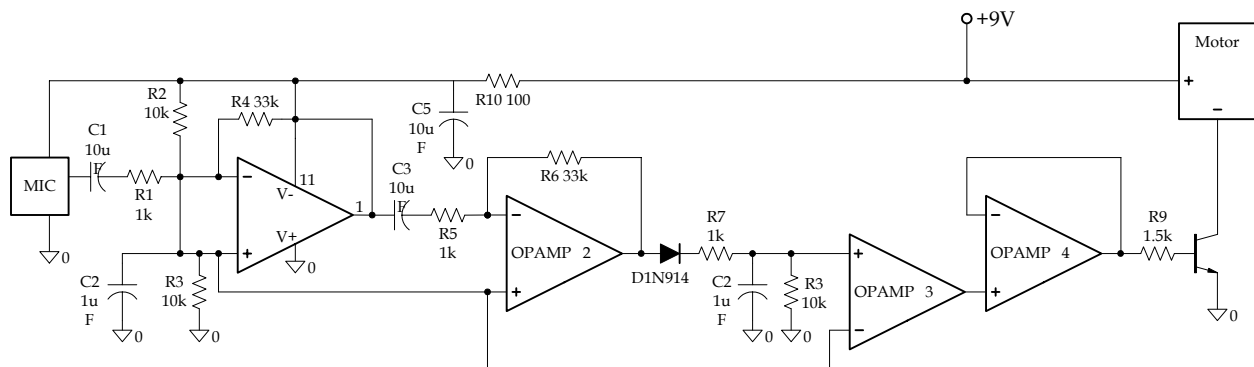 +9V
Motor
+
−
R2
10k
R4 33k
R10 100
C5
10u
F
0
C1
10u
F
MIC
R1
1k
0
−
11
V-
1
V+
+
0
C3
10u
F
R5
1k
R6 33k
−
OPAMP 2
+
D1N914
R7
1k
C2
1u
F
0
R3
10k
0
C2
1u
F
0
R3
10k
0
+
OPAMP 3
−
−
OPAMP 4
+
R9
1.5k
0